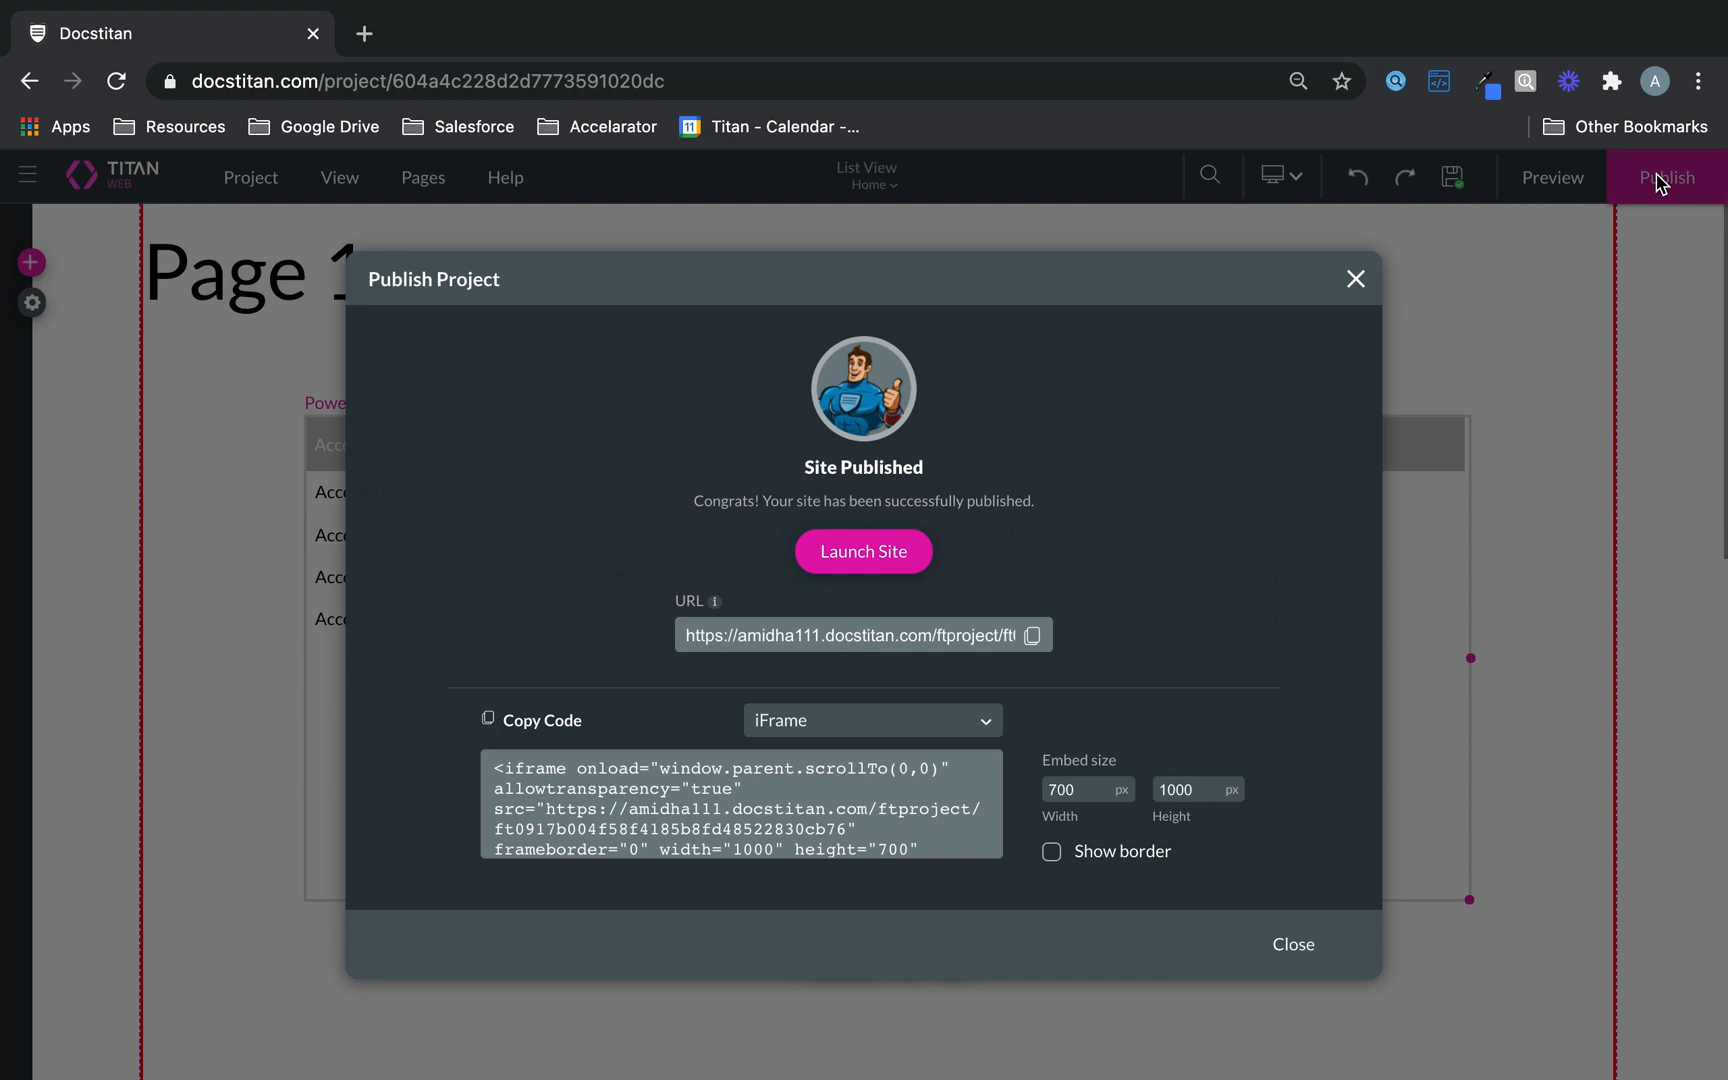 Docstitan
docstitan.com/project/604a4c228d2d7773591020dc
A
Apps
Resources
Google Drive
Salesforce
Accelarator
11
Titan - Calendar -...
Other Bookmarks
TITAN
WEB
Project
View
Pages
Help
List View
Home
Preview
Publish
Page 1
Publish Project
Site Published
Congrats! Your site has been successfully published.
Launch Site
URL
https://amidha111.docstitan.com/ftproject/ft
Copy Code
iFrame
<iframe onload="window.parent.scrollTo(0,0)"
allowtransparency="true"
src="https://amidha111.docstitan.com/ftproject/
ft0917b004f58f4185b8fd48522830cb76"
frameborder="0" width="1000" height="700"
Embed size
700 px
1000 px
Width
Height
Show border
Close
Powe
Acc
Acc
Acc
Acc
Acc